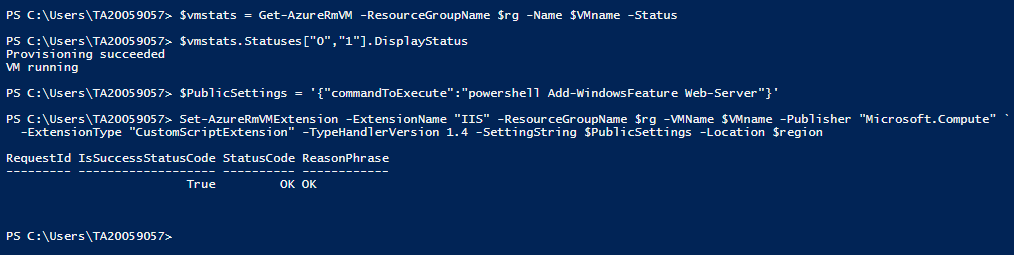 PS C:\Users\TA20059057> $vmstats = Get-AzureRmVM -ResourceGroupName $rg -Name $VMname -Status
PS C:\Users\TA20059057> $vmstats.Statuses["0","1"].DisplayStatus
Provisioning succeeded
VM running
PS C:\Users\TA20059057> $PublicSettings = '{"commandToExecute":"powershell Add-WindowsFeature Web-Server"}'
PS C:\Users\TA20059057> Set-AzureRmVMExtension -ExtensionName "IIS" -ResourceGroupName $rg -VMName $VMname -Publisher "Microsoft.Compute" `
-ExtensionType "CustomScriptExtension" -TypeHandlerVersion 1.4 -SettingString $PublicSettings -Location $region
RequestId IsSuccessStatusCode StatusCode ReasonPhrase
--------- ------------------- ---------- ------------
True OK OK
PS C:\Users\TA20059057>